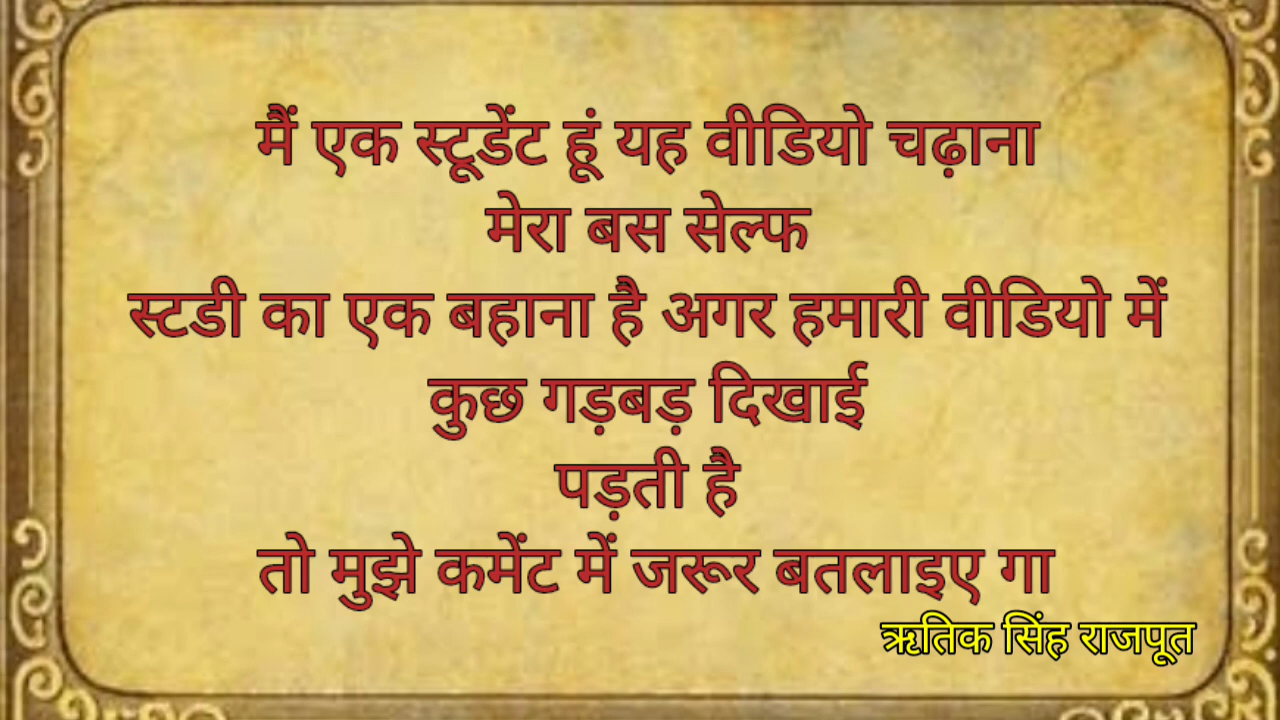 मैं एक स्टूडेंट हूं यह वीडियो चढ़ाना
मेरा बस सेल्फ
स्टडी का एक बहाना है अगर हमारी वीडियो में
कुछ गड़बड़ दिखाई
पड़ती है
तो मुझे कमेंट में जरूर बतलाइए गा
ऋतिक सिंह राजपूत